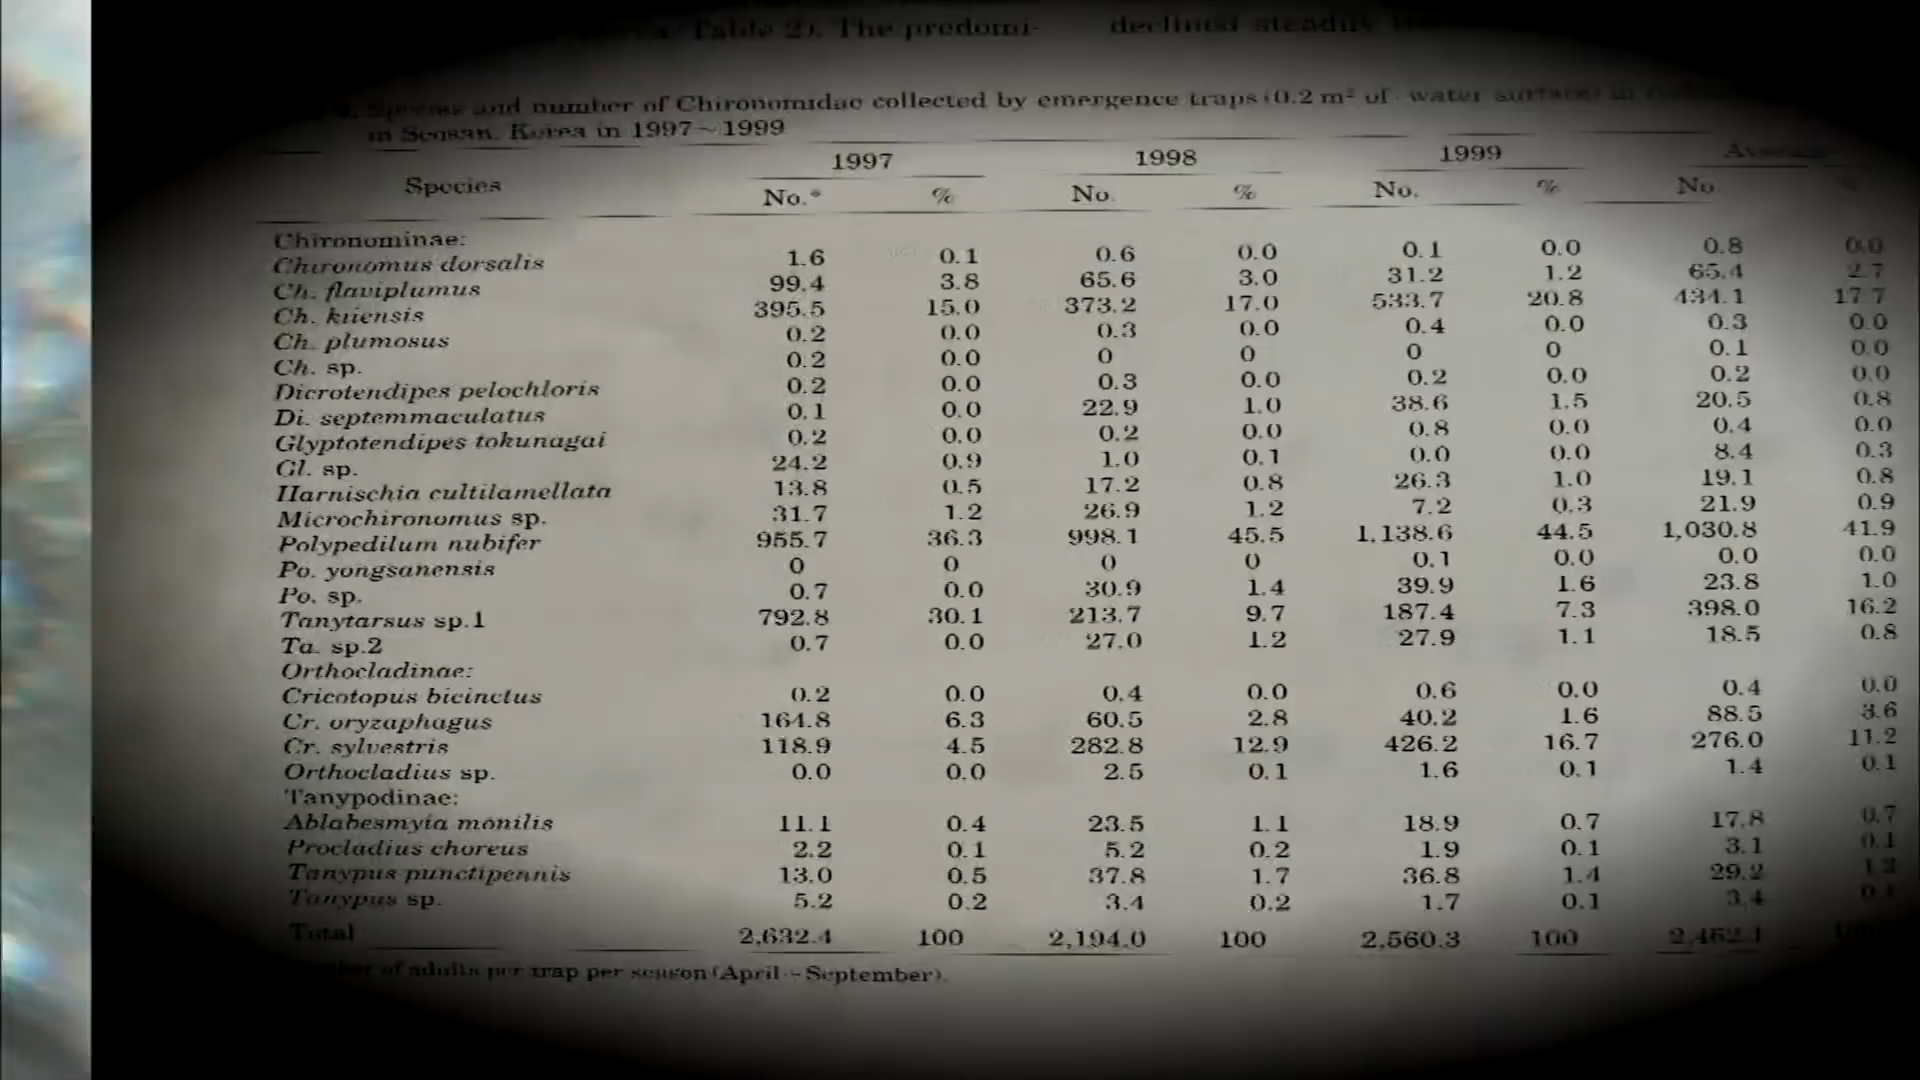 Table 2). The predomi-
declined steadily
Species and number of Chironomidae collected by emergence traps (0.2 m² of water surface) in
in Seosan, Korea in 1997~1999
1997 1998 1999 Average
Species No.* % No. % No. % No. %
Chironominae:
Chironomus dorsalis 1.6 0.1 0.6 0.0 0.1 0.0 0.8 0.0
Ch. flaviplumus 99.4 3.8 65.6 3.0 31.2 1.2 65.4 2.7
Ch. kiiensis 395.5 15.0 373.2 17.0 533.7 20.8 434.1 17.7
Ch. plumosus 0.2 0.0 0.3 0.0 0.4 0.0 0.3 0.0
Ch. sp. 0.2 0.0 0 0 0 0 0.1 0.0
Dicrotendipes pelochloris 0.2 0.0 0.3 0.0 0.2 0.0 0.2 0.0
Di. septemmaculatus 0.1 0.0 22.9 1.0 38.6 1.5 20.5 0.8
Glyptotendipes tokunagai 0.2 0.0 0.2 0.0 0.8 0.0 0.4 0.0
Gl. sp. 24.2 0.9 1.0 0.1 0.0 0.0 8.4 0.3
Harnischia cultilamellata 13.8 0.5 17.2 0.8 26.3 1.0 19.1 0.8
Microchironomus sp. 31.7 1.2 26.9 1.2 7.2 0.3 21.9 0.9
Polypedilum nubifer 955.7 36.3 998.1 45.5 1,138.6 44.5 1,030.8 41.9
Po. yongsanensis 0 0 0 0 0.1 0.0 0.0 0.0
Po. sp. 0.7 0.0 30.9 1.4 39.9 1.6 23.8 1.0
Tanytarsus sp.1 792.8 30.1 213.7 9.7 187.4 7.3 398.0 16.2
Ta. sp.2 0.7 0.0 27.0 1.2 27.9 1.1 18.5 0.8
Orthocladinae:
Cricotopus bicinctus 0.2 0.0 0.4 0.0 0.6 0.0 0.4 0.0
Cr. oryzaphagus 164.8 6.3 60.5 2.8 40.2 1.6 88.5 3.6
Cr. sylvestris 118.9 4.5 282.8 12.9 426.2 16.7 276.0 11.2
Orthocladius sp. 0.0 0.0 2.5 0.1 1.6 0.1 1.4 0.1
Tanypodinae:
Ablabesmyia monilis 11.1 0.4 23.5 1.1 18.9 0.7 17.8 0.7
Procladius choreus 2.2 0.1 5.2 0.2 1.9 0.1 3.1 0.1
Tanypus punctipennis 13.0 0.5 37.8 1.7 36.8 1.4 29.2 1.2
Tanypus sp. 5.2 0.2 3.4 0.2 1.7 0.1 3.4 0.1
Total 2,632.4 100 2,194.0 100 2,560.3 100 2,462.1
of adults per trap per season (April - September).